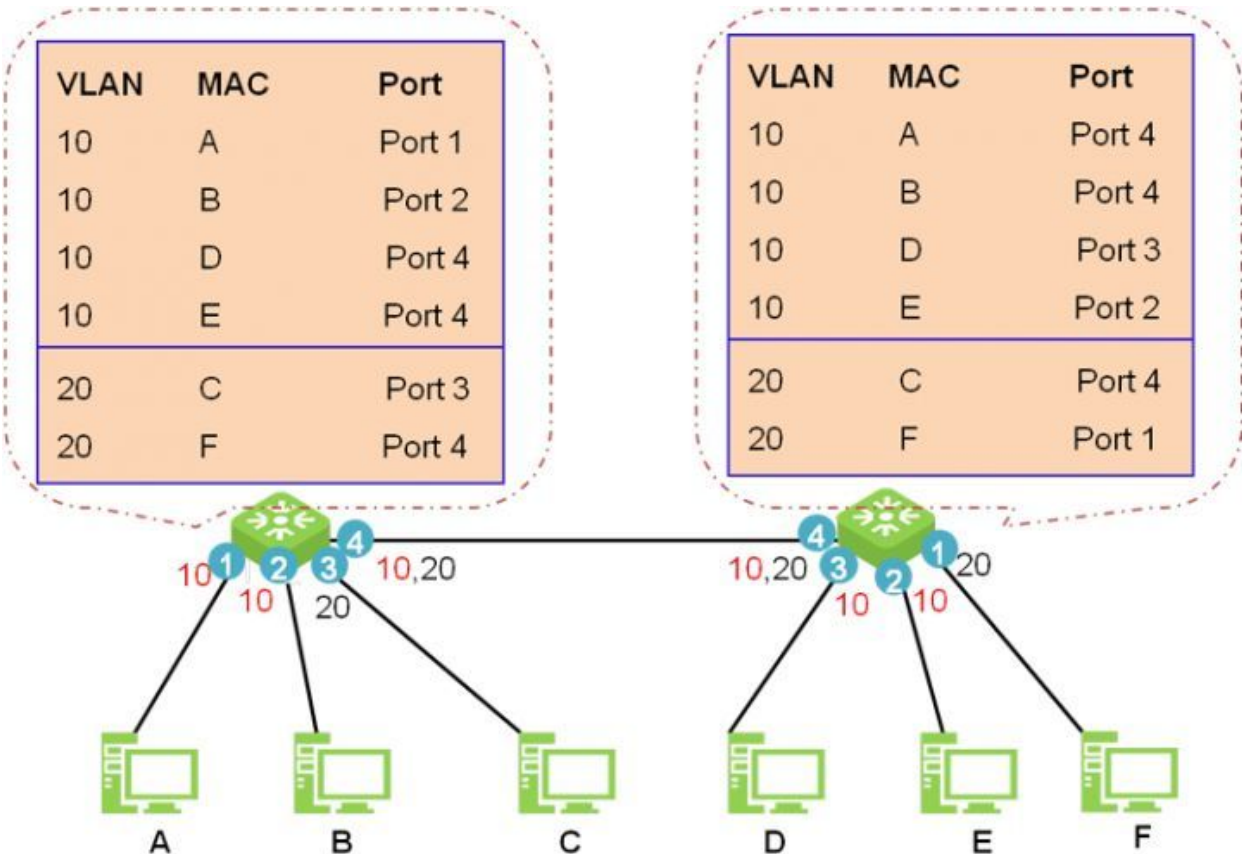 VLAN MAC Port
10 A Port 1
10 B Port 2
10 D Port 4
10 E Port 4
20 C Port 3
20 F Port 4
VLAN MAC Port
10 A Port 4
10 B Port 4
10 D Port 3
10 E Port 2
20 C Port 4
20 F Port 1
1 2 3 4
10 10 20 10,20
4 3 2 1
10,20 10 10 20
A B C D E F